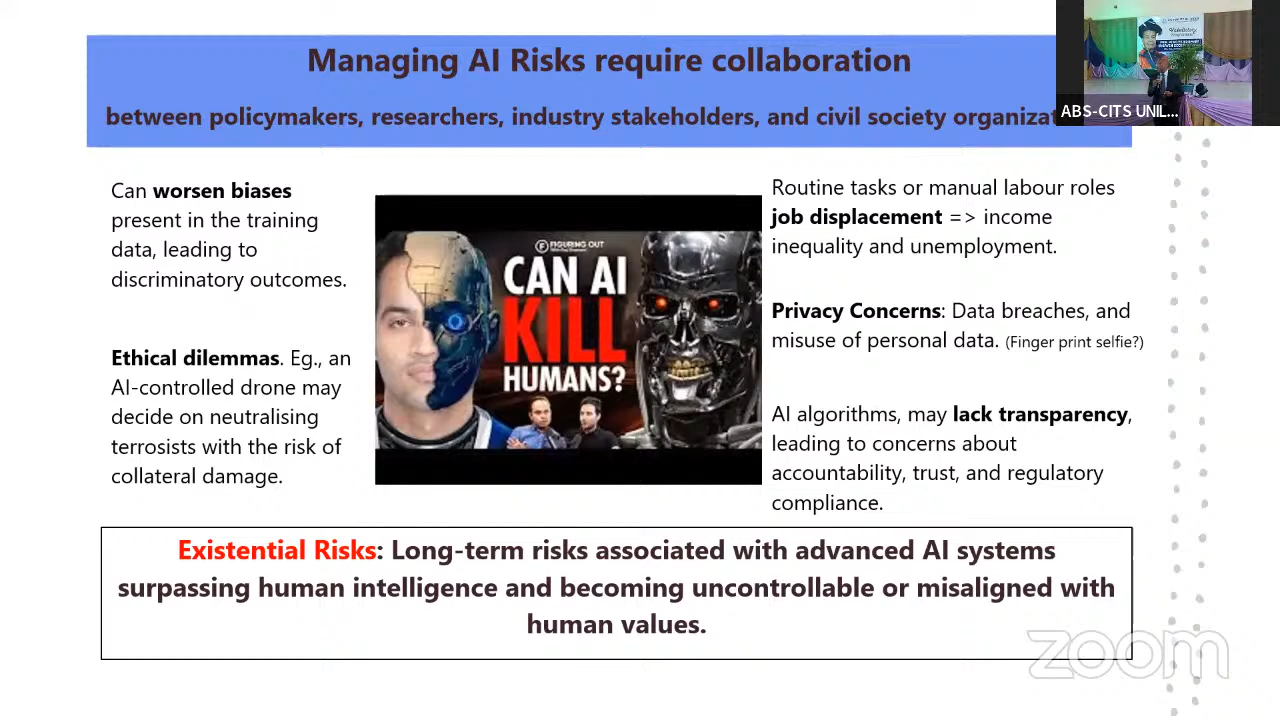 Managing AI Risks require collaboration
between policymakers, researchers, industry stakeholders, and civil society organizat
ABS-CITS UNIL...
Can worsen biases
present in the training
data, leading to
discriminatory outcomes.
Ethical dilemmas. Eg., an
AI-controlled drone may
decide on neutralising
terrosists with the risk of
collateral damage.
FIGURING OUT
CAN AI
KILL
HUMANS?
Routine tasks or manual labour roles
job displacement => income
inequality and unemployment.
Privacy Concerns: Data breaches, and
misuse of personal data. (Finger print selfie?)
AI algorithms, may lack transparency,
leading to concerns about
accountability, trust, and regulatory
compliance.
Existential Risks: Long-term risks associated with advanced AI systems
surpassing human intelligence and becoming uncontrollable or misaligned with
human values.
zoom